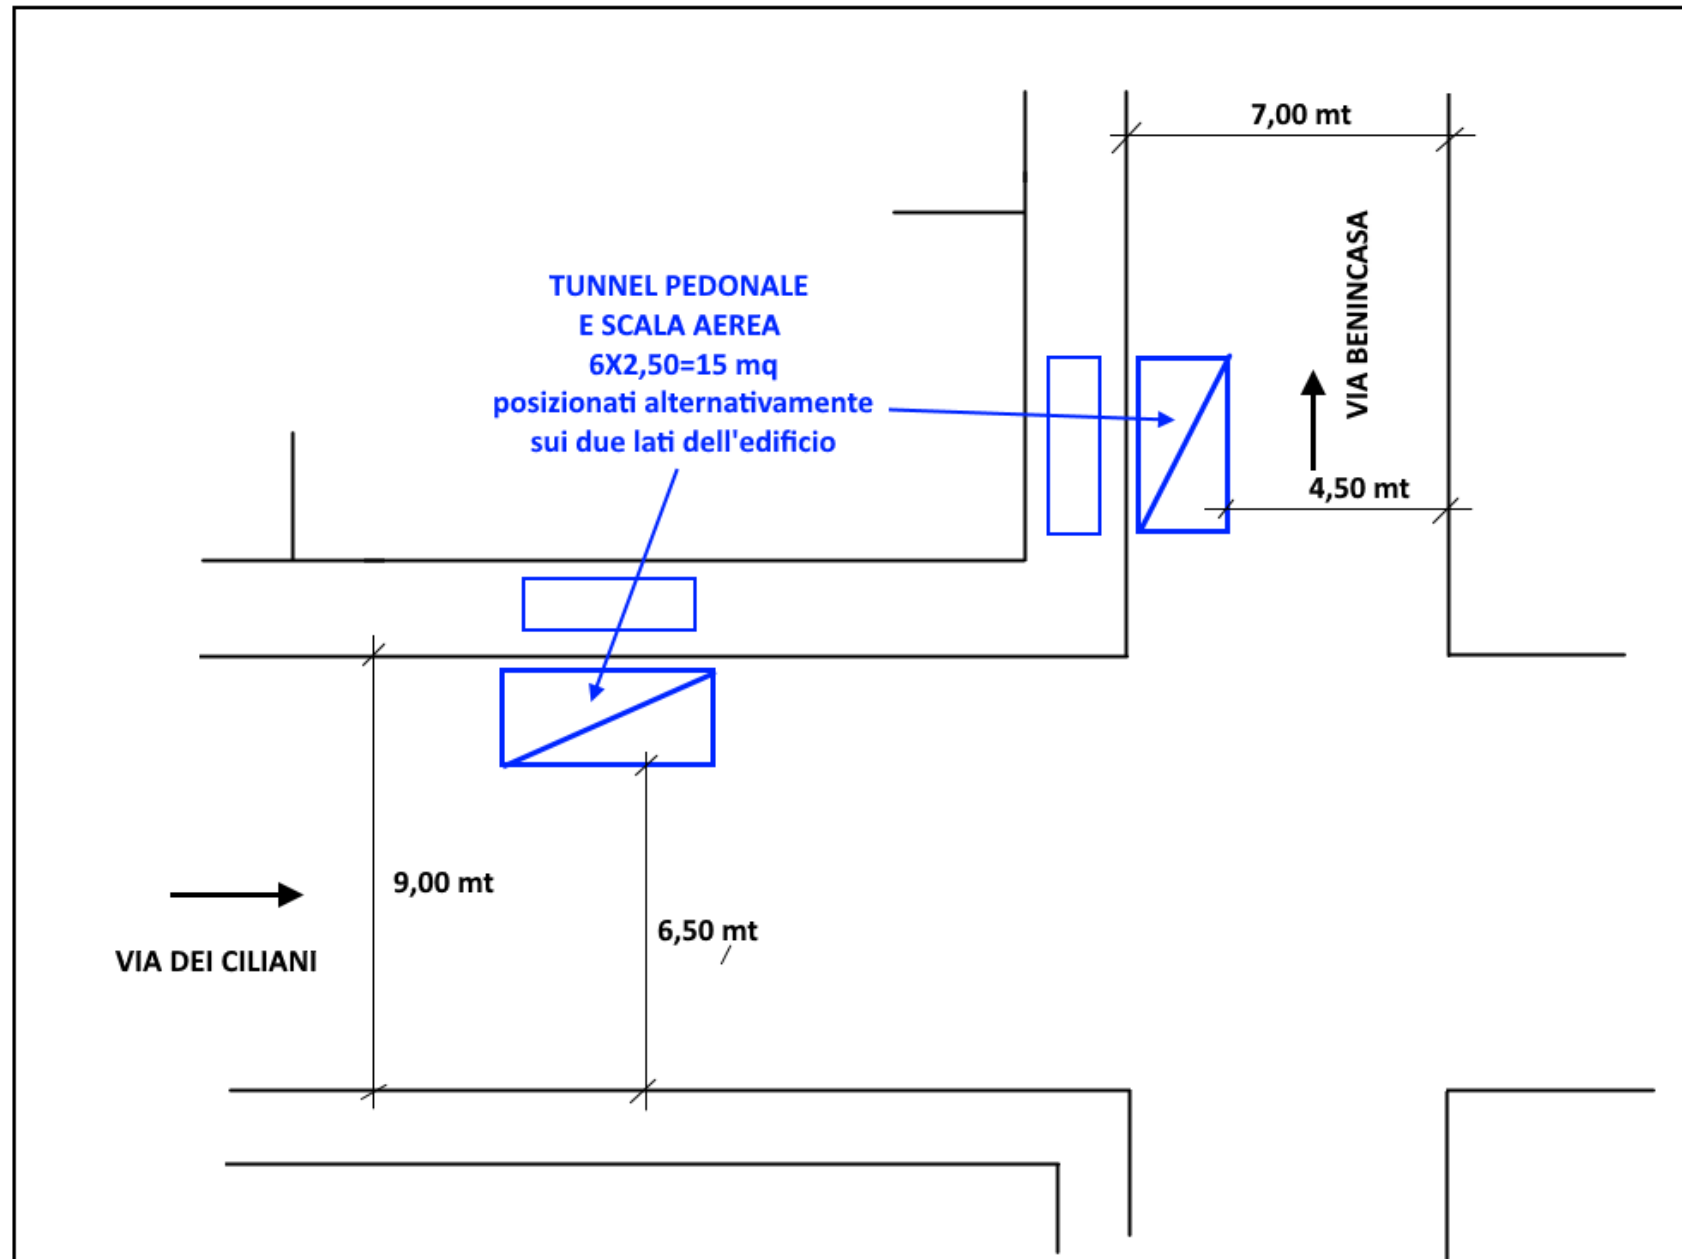 7,00 mt
VIA BENINCASA
TUNNEL PEDONALE
E SCALA AEREA
6X2,50=15 mq
posizionati alternativamente
sui due lati dell'edificio
4,50 mt
9,00 mt
6,50 mt
VIA DEI CILIANI